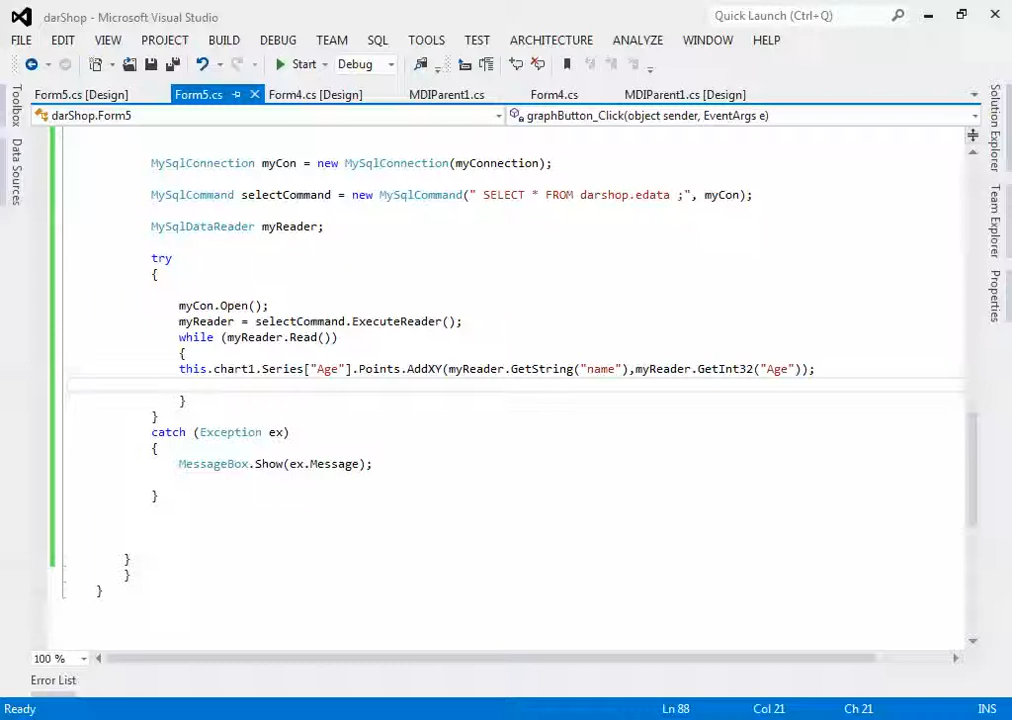 darShop - Microsoft Visual Studio
Quick Launch (Ctrl+Q)
FILE EDIT VIEW PROJECT BUILD DEBUG TEAM SQL TOOLS TEST ARCHITECTURE ANALYZE WINDOW HELP
Start Debug
Form5.cs [Design] Form5.cs Form4.cs [Design] MDIParent1.cs Form4.cs MDIParent1.cs [Design]
darShop.Form5 graphButton_Click(object sender, EventArgs e)
Toolbox
Data Sources
Solution Explorer
Team Explorer
Properties
MySqlConnection myCon = new MySqlConnection(myConnection);
MySqlCommand selectCommand = new MySqlCommand(" SELECT * FROM darshop.edata ;", myCon);
MySqlDataReader myReader;
try
{
myCon.Open();
myReader = selectCommand.ExecuteReader();
while (myReader.Read())
{
this.chart1.Series["Age"].Points.AddXY(myReader.GetString("name"),myReader.GetInt32("Age"));
}
}
catch (Exception ex)
{
MessageBox.Show(ex.Message);
}
}
}
}
100 %
Error List
Ready Ln 88 Col 21 Ch 21 INS